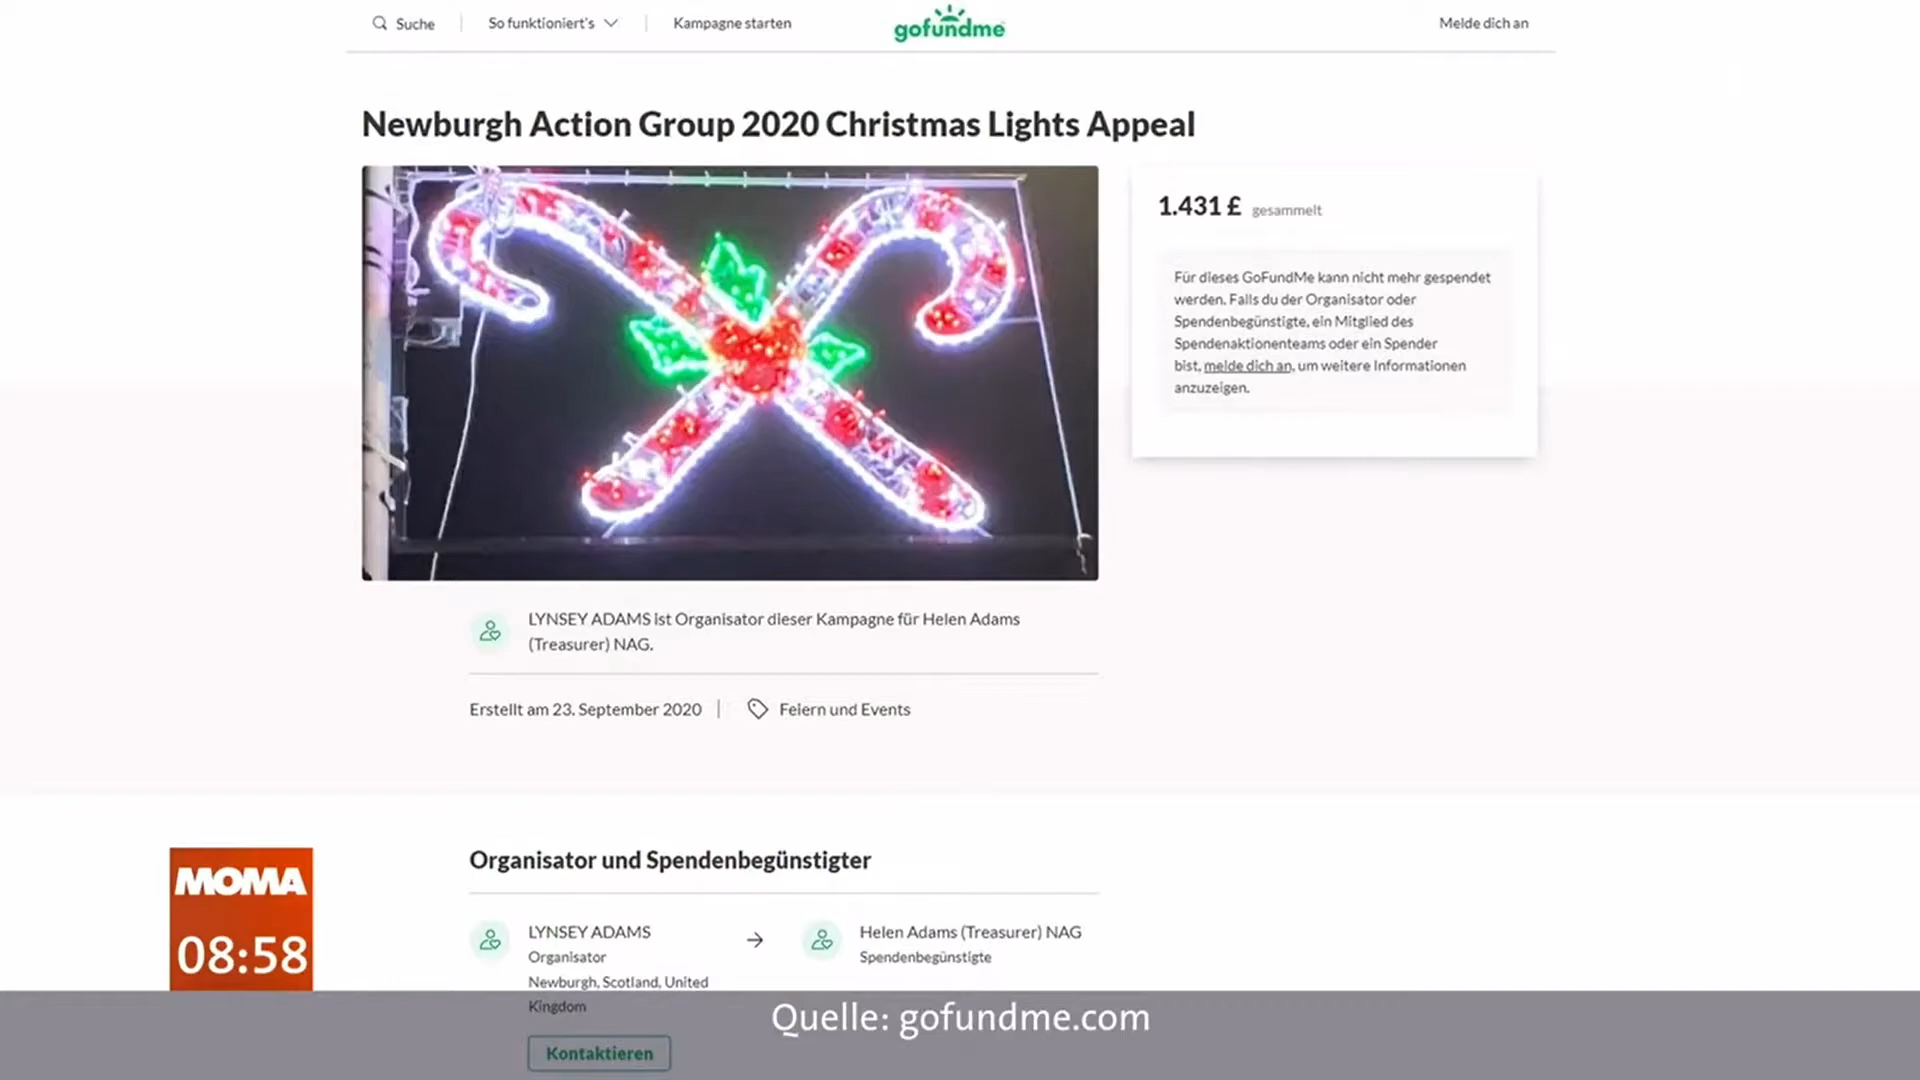 Suche
So funktioniert's
Kampagne starten
gofundme
Melde dich an
Newburgh Action Group 2020 Christmas Lights Appeal
1.431 £ gesammelt
Für dieses GoFundMe kann nicht mehr gespendet
werden. Falls du der Organisator oder
Spendenbegünstigte, ein Mitglied des
Spendenaktionenteams oder ein Spender
bist, melde dich an, um weitere Informationen
anzuzeigen.
LYNSEY ADAMS ist Organisator dieser Kampagne für Helen Adams
(Treasurer) NAG.
Erstellt am 23. September 2020
Feiern und Events
Organisator und Spendenbegünstigter
LYNSEY ADAMS
Organisator
Newburgh, Scotland, United
Kingdom
Kontaktieren
Helen Adams (Treasurer) NAG
Spendenbegünstigte
MOMA
08:58
Quelle: gofundme.com